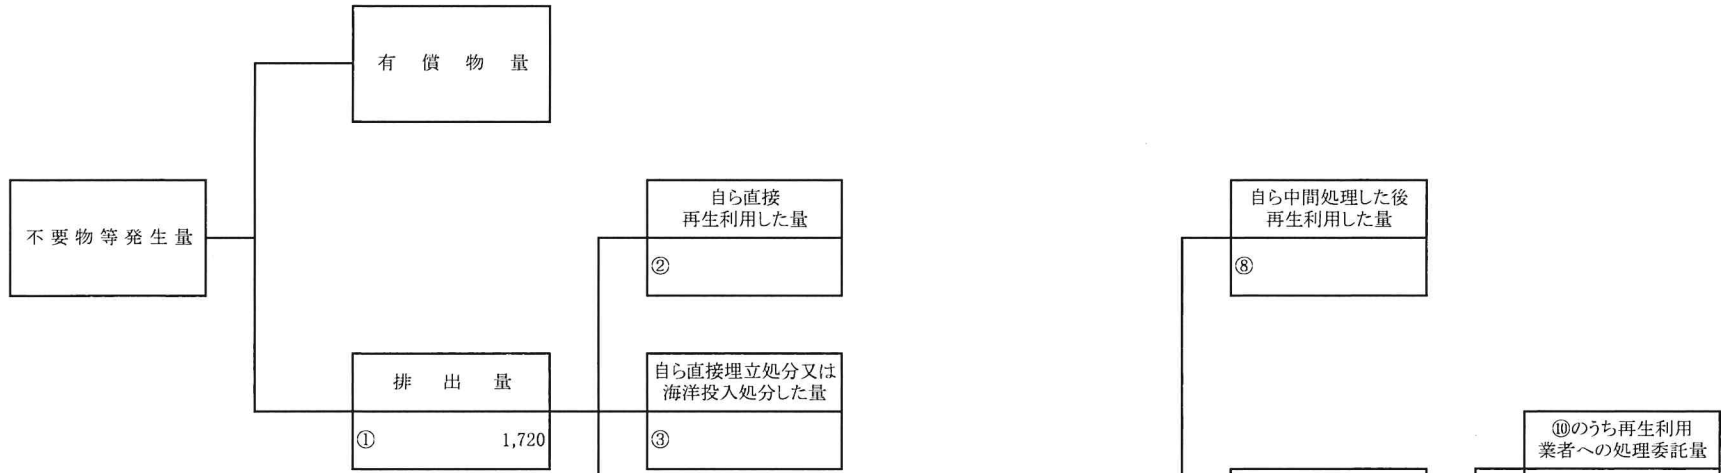 有償物量
不要物等発生量
自ら直接
再生利用した量
②
自ら中間処理した後
再生利用した量
⑧
排出量
① 1,720
自ら直接埋立処分又は
海洋投入処分した量
③
⑩のうち再生利用
業者への処理委託量